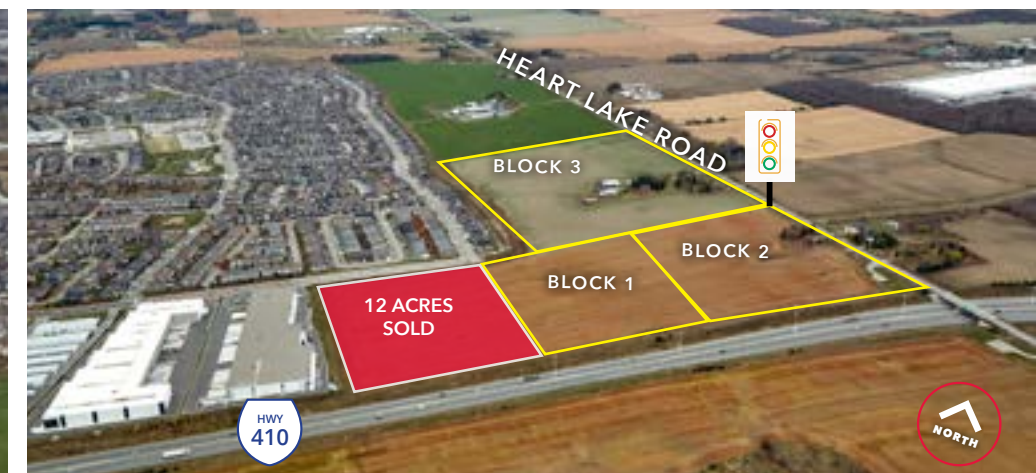 HEART LAKE ROAD
BLOCK 3
BLOCK 2
BLOCK 1
12 ACRES
SOLD
HWY
410
NORTH